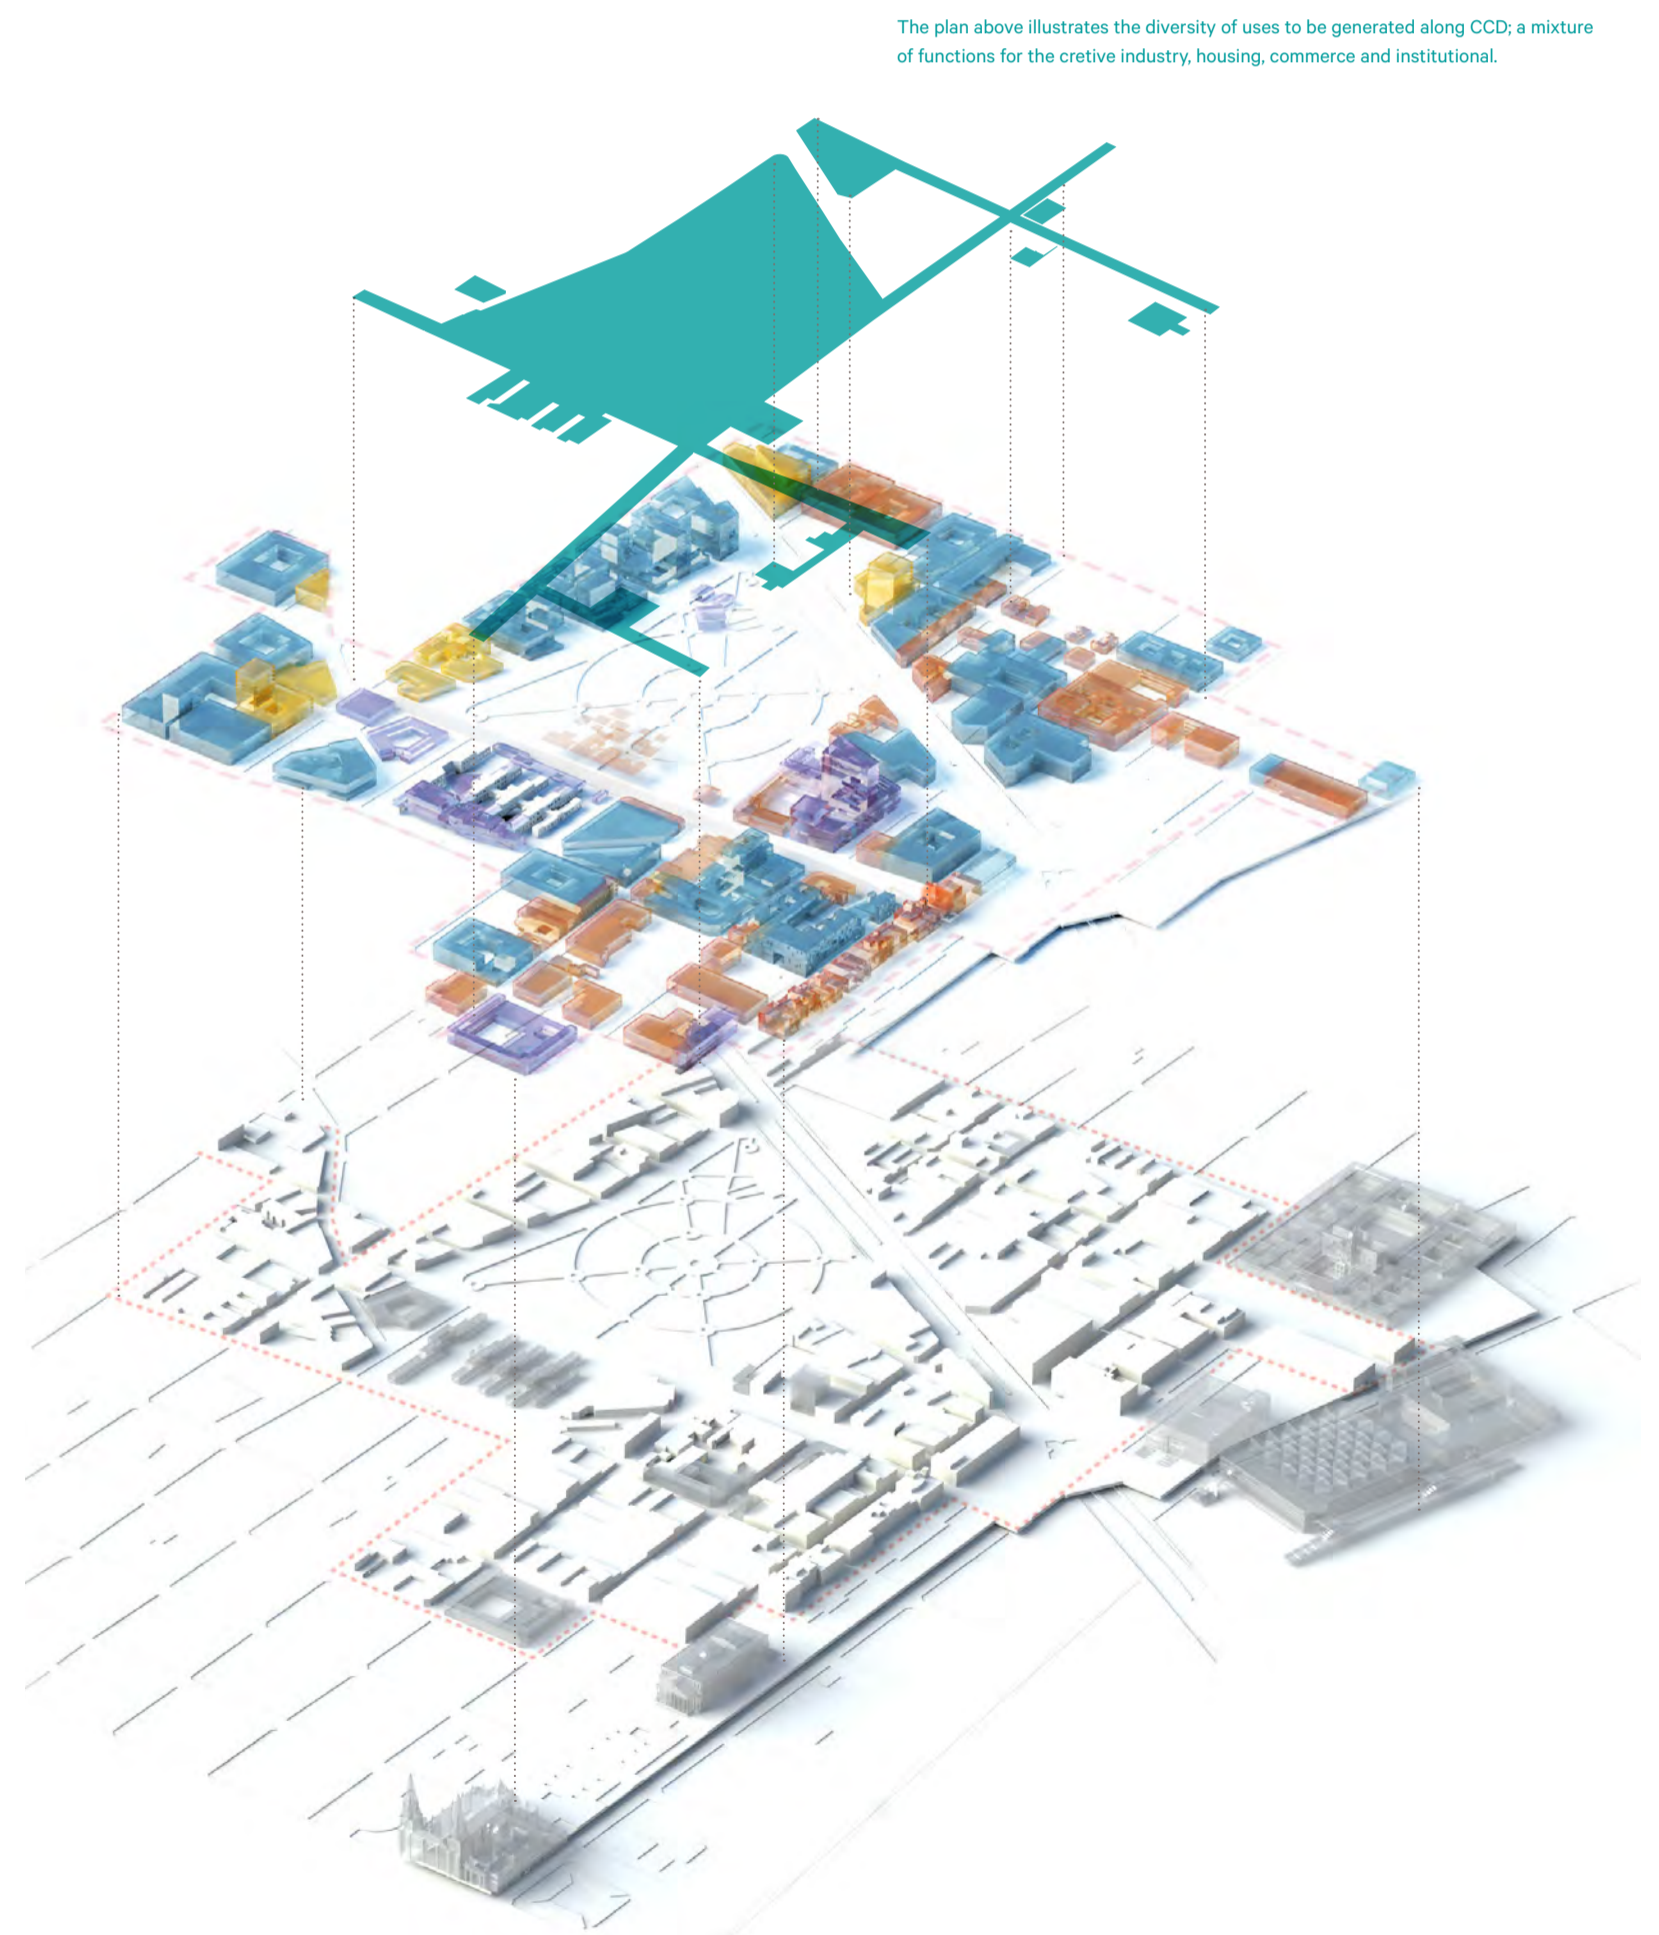 The plan above illustrates the diversity of uses to be generated along CCD; a mixture
of functions for the cretive industry, housing, commerce and institutional.